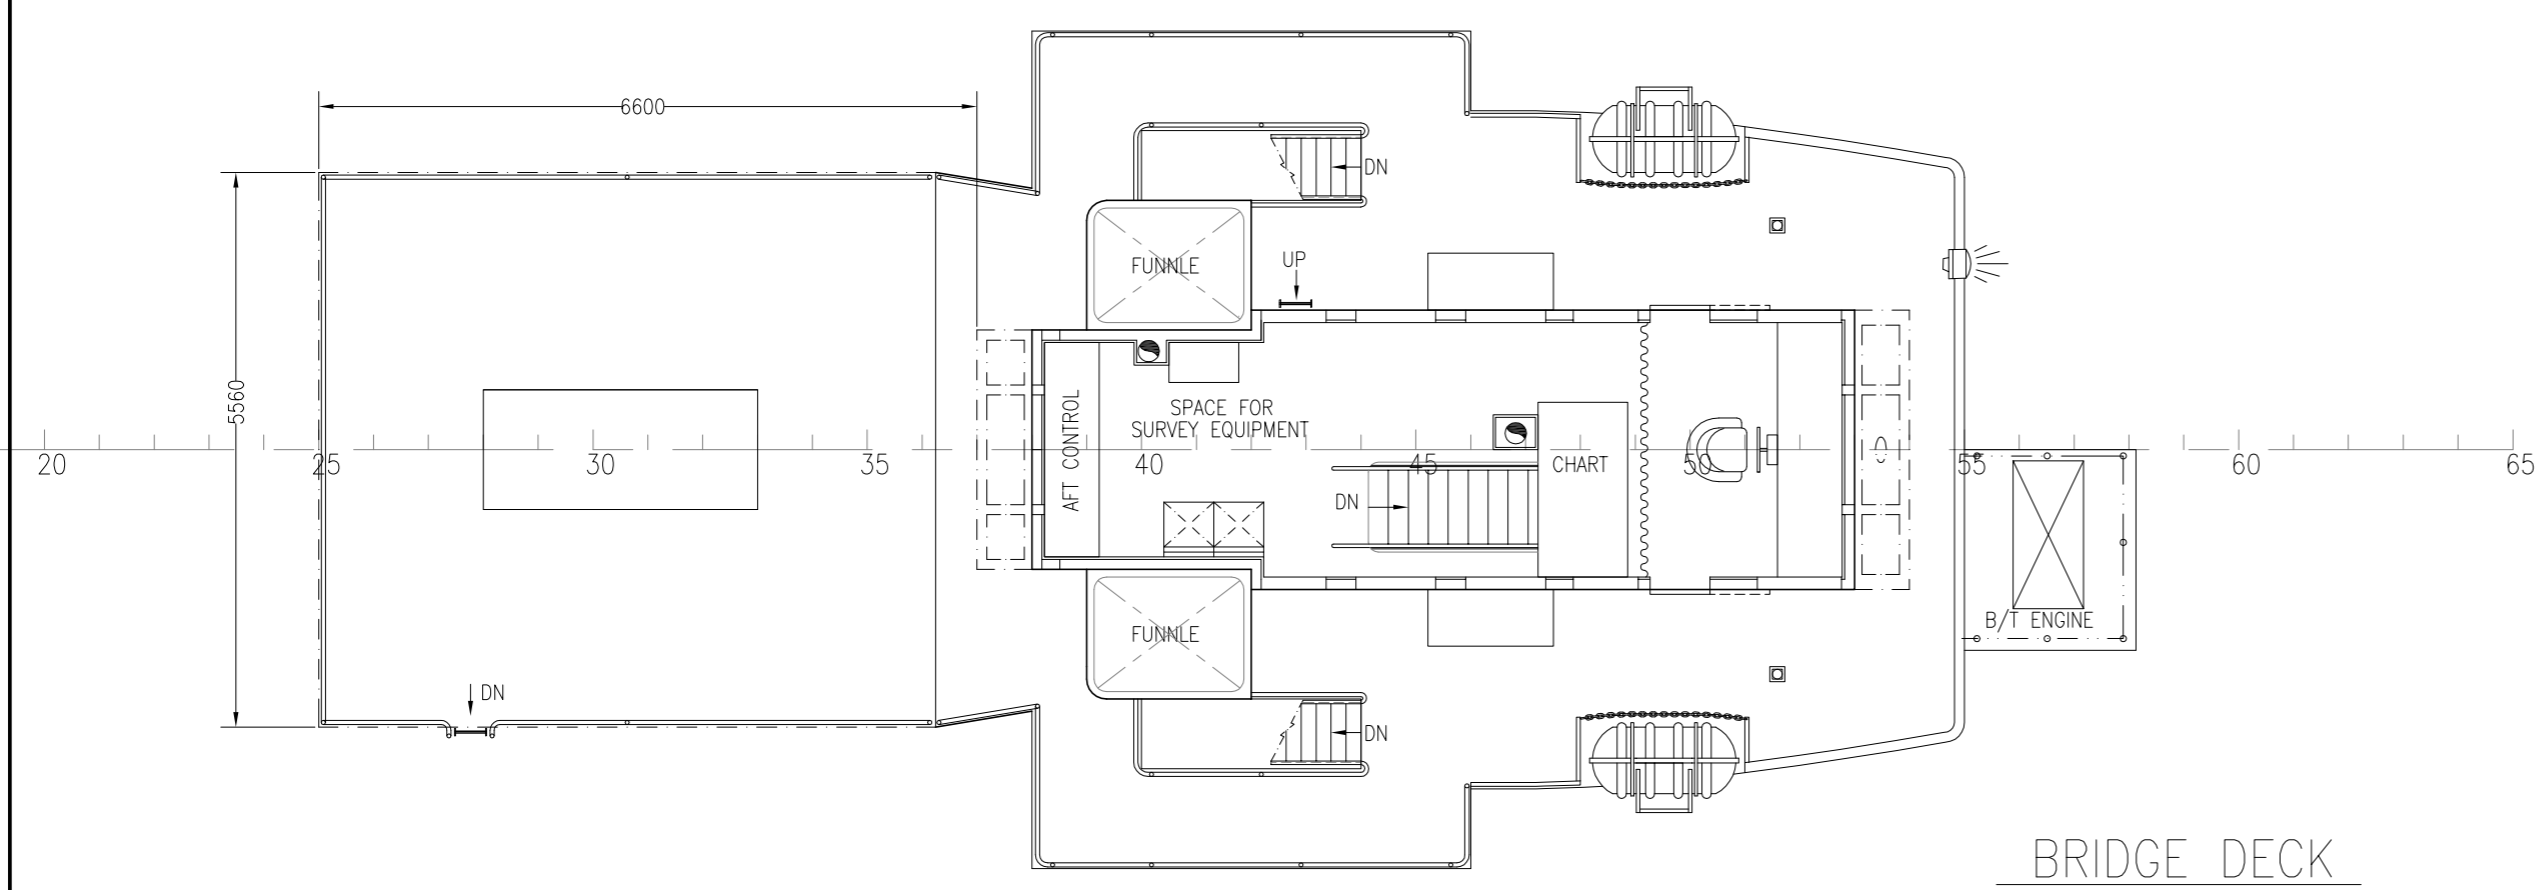 6600
DN
FUNNLE
UP
5560
AFT CONTROL
SPACE FOR
SURVEY EQUIPMENT
20
25
30
35
40
45
CHART
50
55
60
65
DN
B/T ENGINE
FUNNLE
DN
DN
BRIDGE DECK